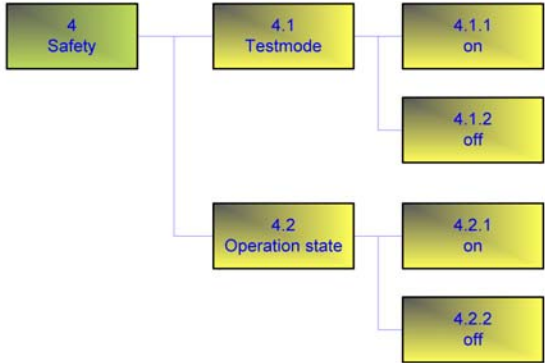 4
Safety
4.1
Testmode
4.1.1
on
4.1.2
off
4.2
Operation state
4.2.1
on
4.2.2
off